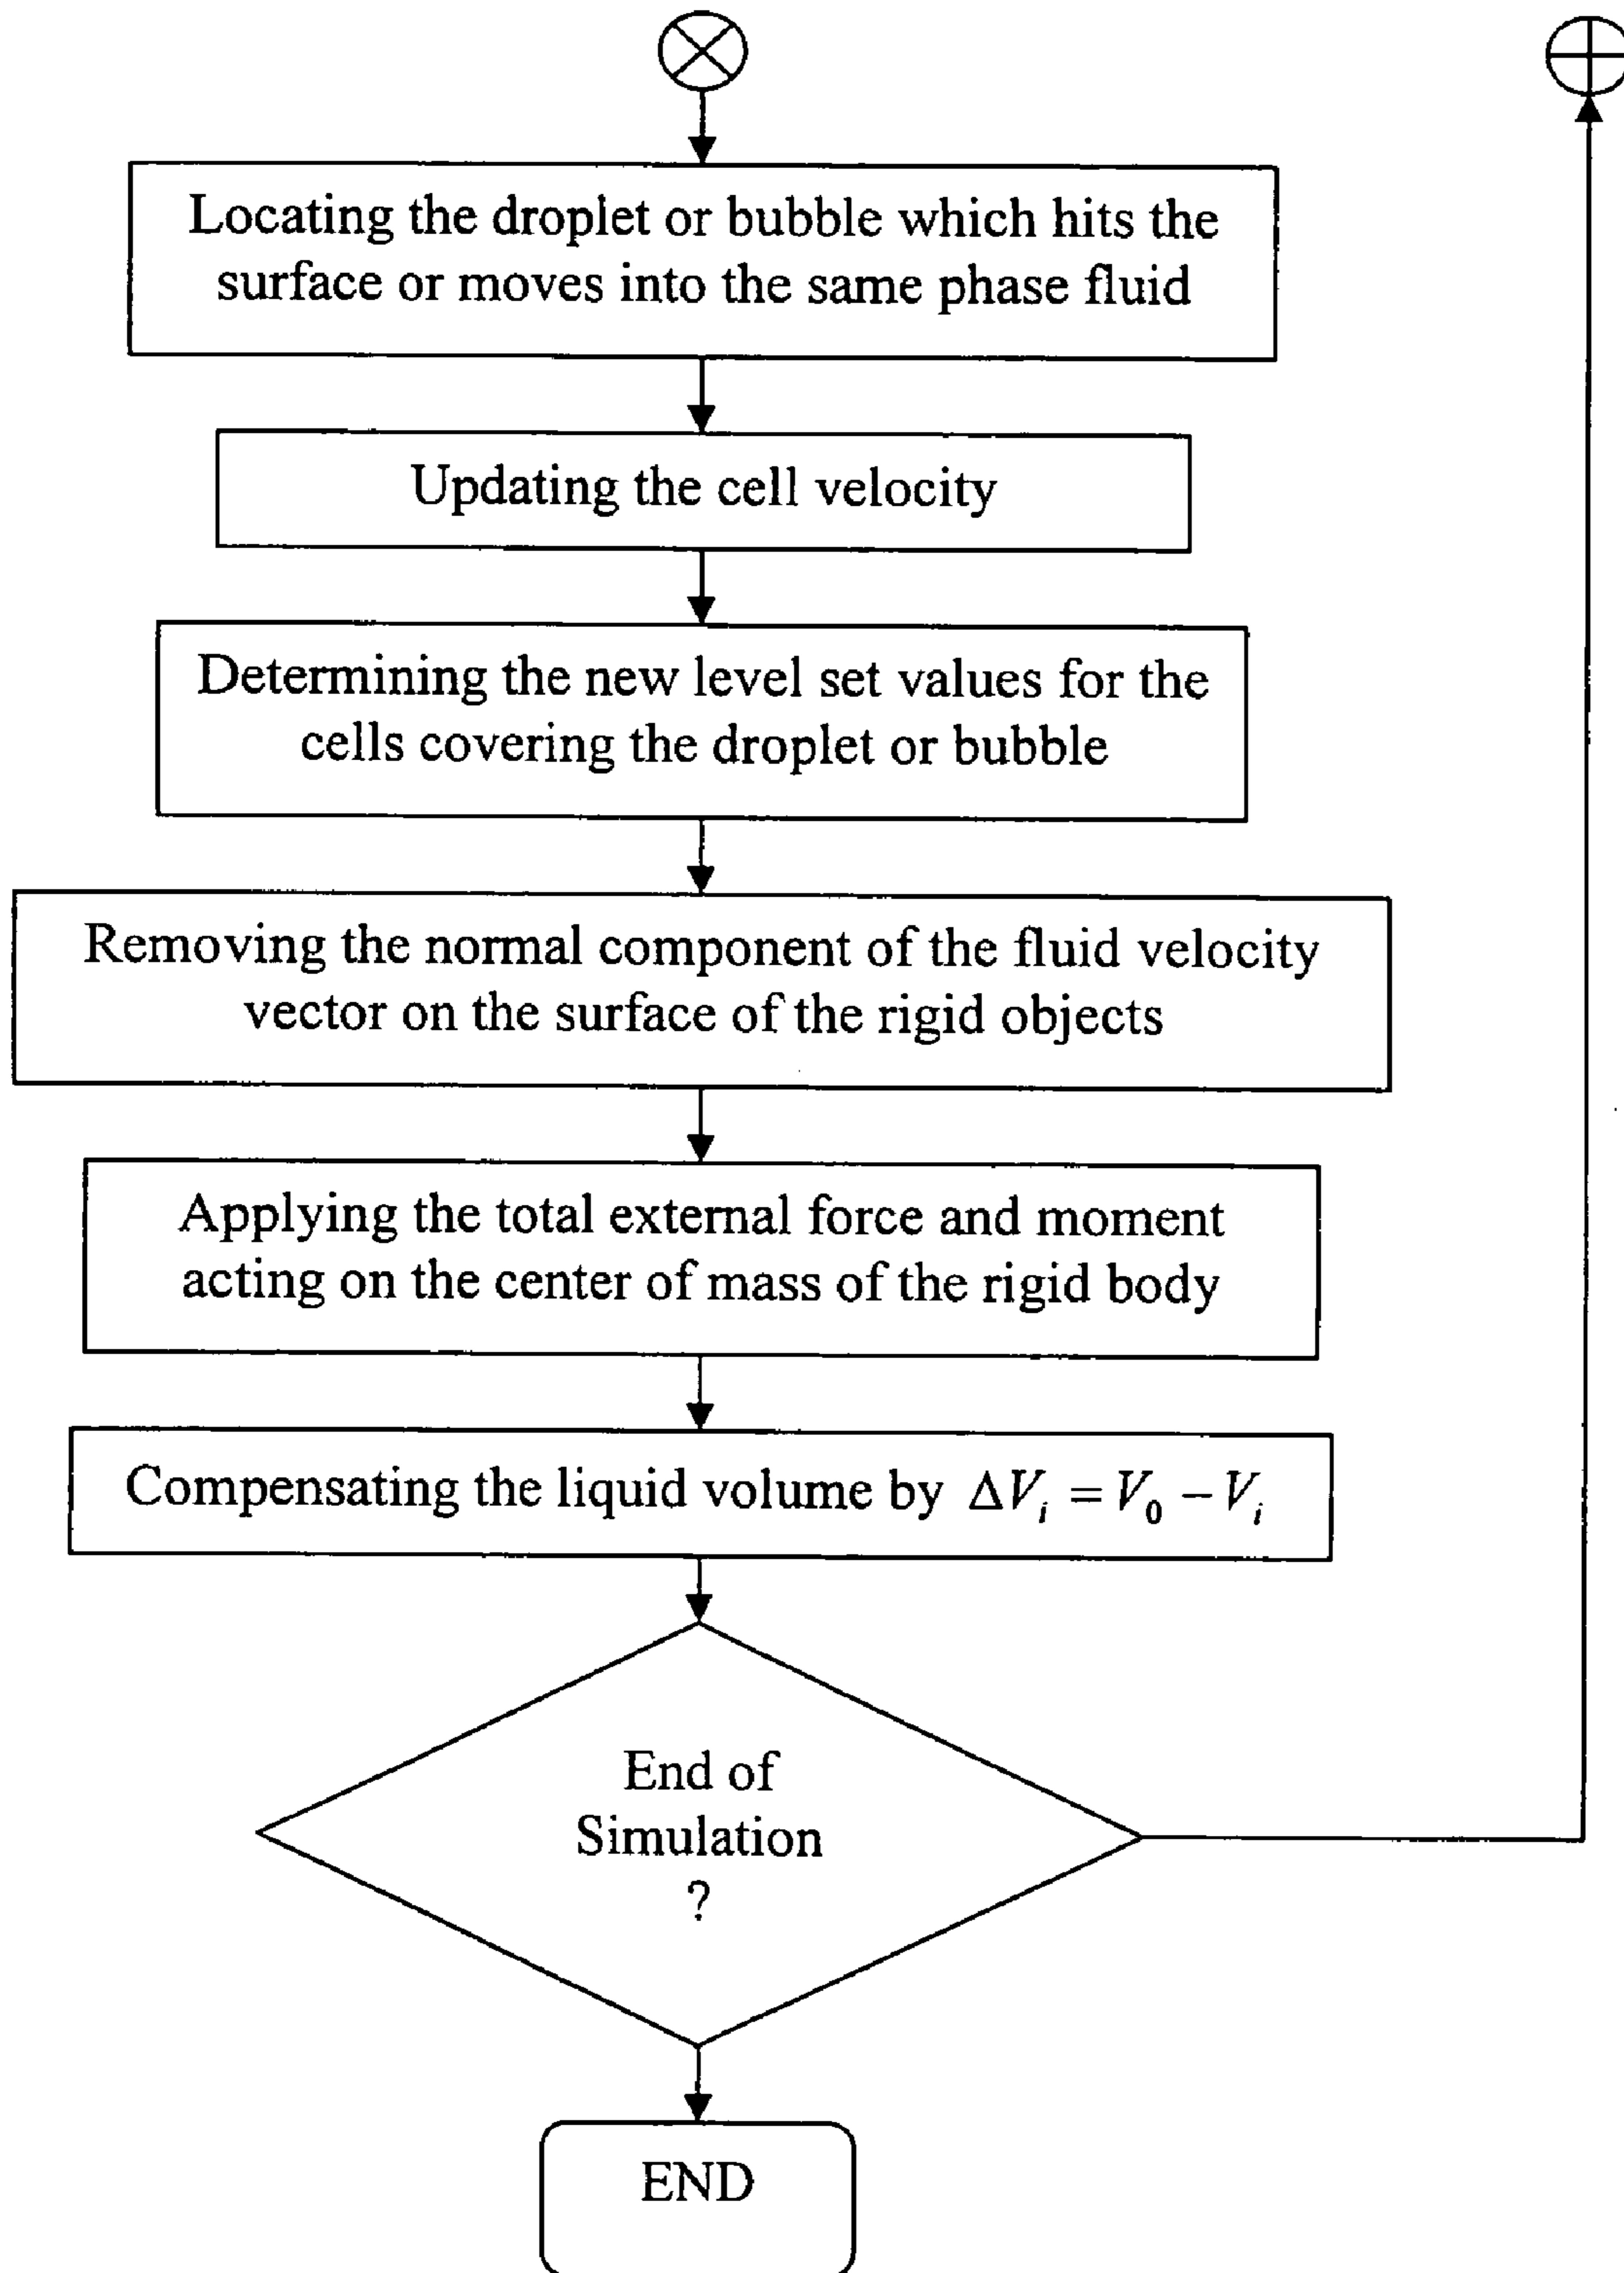 Locating the droplet or bubble which hits the
surface or moves into the same phase fluid
Updating the cell velocity
Determining the new level set values for the
cells covering the droplet or bubble
Removing the normal component of the fluid velocity
vector on the surface of the rigid objects
Applying the total external force and moment
acting on the center of mass of the rigid body
Compensating the liquid volume by ΔVᵢ = V₀ − Vᵢ
End of
Simulation
?
END